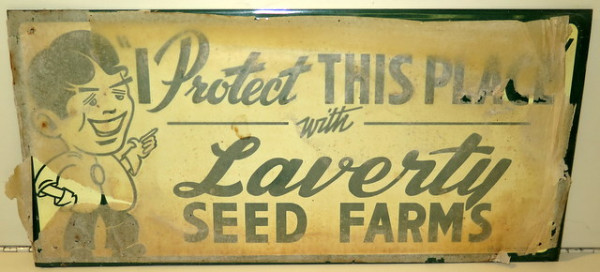 "I Protect THIS PLACE
with
Laverty
SEED FARMS